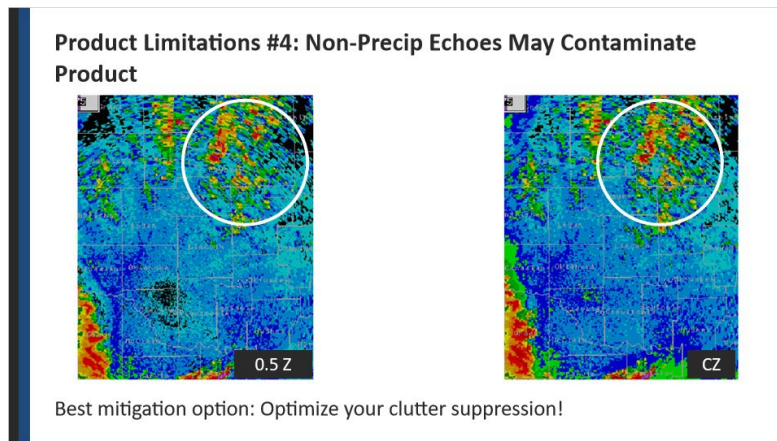 Product Limitations #4: Non-Precip Echoes May Contaminate
Product
0.5 Z
CZ
Best mitigation option: Optimize your clutter suppression!